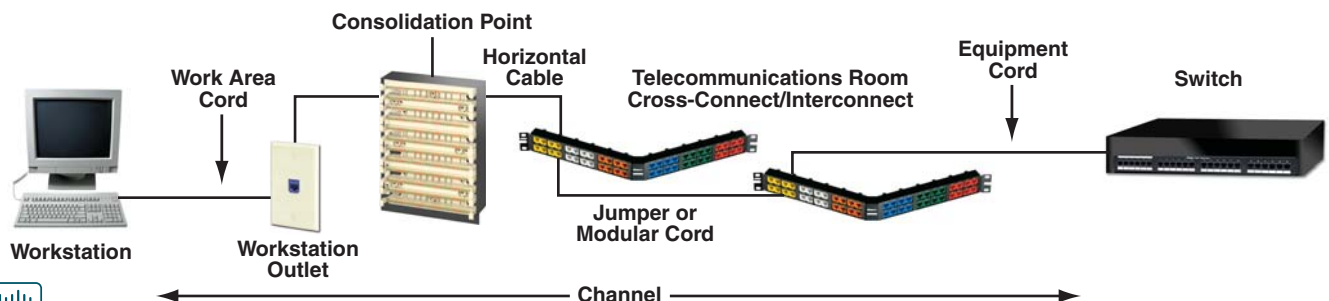 Consolidation Point
Work Area
Cord
Horizontal
Cable
Telecommunications Room
Cross-Connect/Interconnect
Equipment
Cord
Switch
Workstation
Workstation
Outlet
Jumper or
Modular Cord
Channel